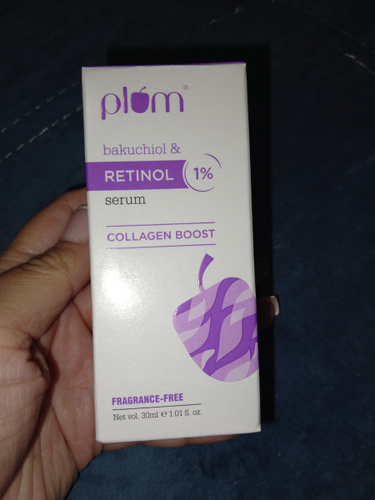 plum®
bakuchiol &
RETINOL 1%
serum
COLLAGEN BOOST
FRAGRANCE-FREE
Net vol. 30ml ℮ 1.01 fl. oz.